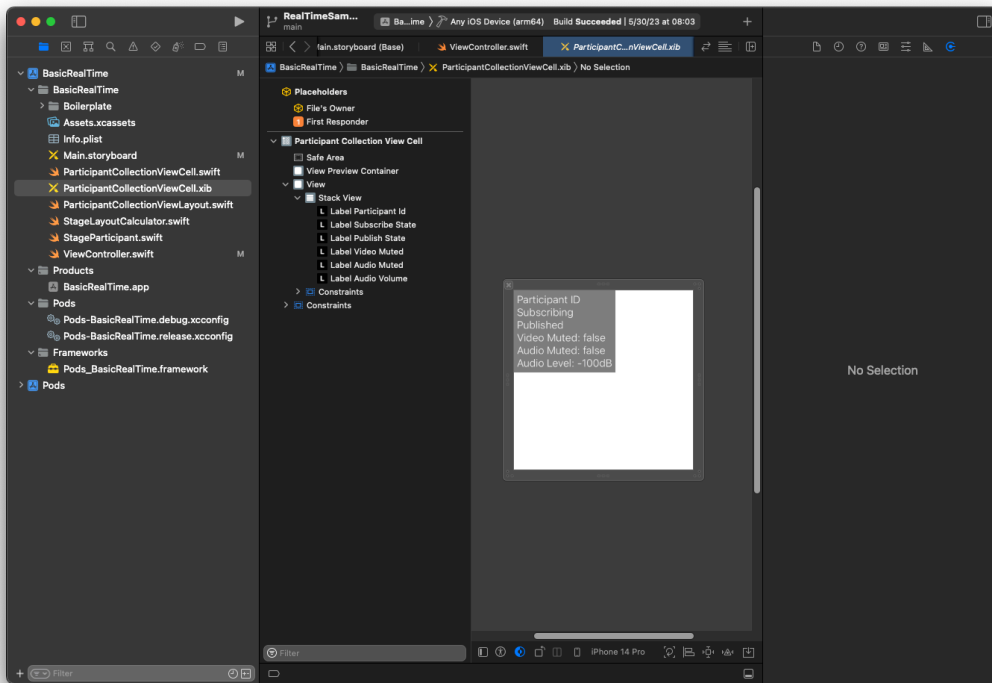 RealTimeSam...
main
Ba...ime 〉 Any iOS Device (arm64) Build Succeeded | 5/30/23 at 08:03
Main.storyboard (Base)
ViewController.swift
ParticipantC...nViewCell.xib
BasicRealTime 〉 BasicRealTime 〉 ParticipantCollectionViewCell.xib 〉 No Selection
BasicRealTime M
BasicRealTime
Boilerplate
Assets.xcassets
Info.plist
Main.storyboard M
ParticipantCollectionViewCell.swift
ParticipantCollectionViewCell.xib
ParticipantCollectionViewLayout.swift
StageLayoutCalculator.swift
StageParticipant.swift
ViewController.swift M
Products
BasicRealTime.app
Pods
Pods-BasicRealTime.debug.xcconfig
Pods-BasicRealTime.release.xcconfig
Frameworks
Pods_BasicRealTime.framework
Pods
Filter
Placeholders
File's Owner
1 First Responder
Participant Collection View Cell
Safe Area
View Preview Container
View
Stack View
L Label Participant Id
L Label Subscribe State
L Label Publish State
L Label Video Muted
L Label Audio Muted
L Label Audio Volume
Constraints
Constraints
Filter
Participant ID
Subscribing
Published
Video Muted: false
Audio Muted: false
Audio Level: -100dB
iPhone 14 Pro
No Selection